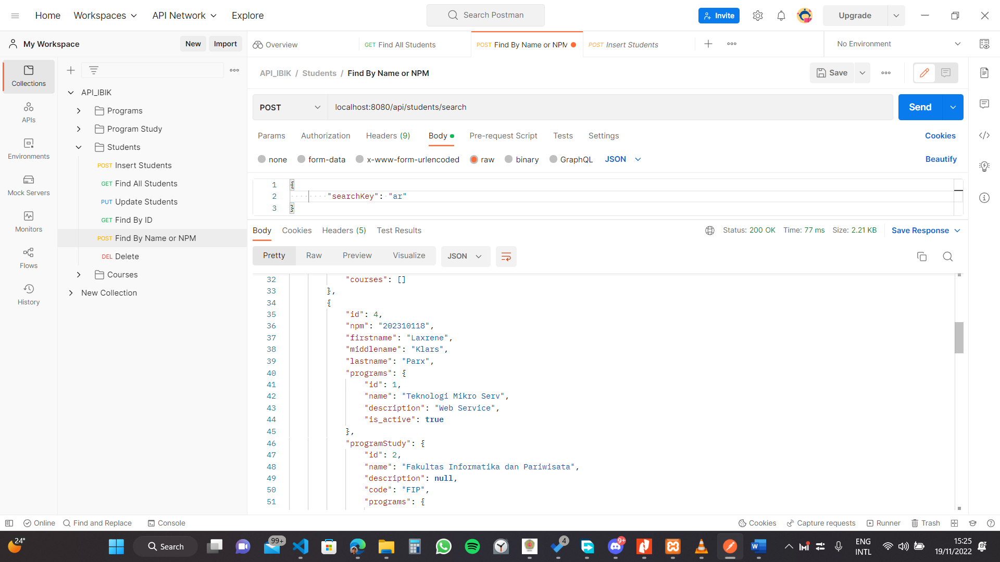 Home Workspaces API Network Explore Search Postman Invite Upgrade
My Workspace New Import Overview GET Find All Students POST Find By Name or NPM POST Insert Students No Environment
Collections
APIs
Environments
Mock Servers
Monitors
Flows
History
API_IBIK
Programs
Program Study
Students
POST Insert Students
GET Find All Students
PUT Update Students
GET Find By ID
POST Find By Name or NPM
DEL Delete
Courses
New Collection
API_IBIK / Students / Find By Name or NPM Save
POST localhost:8080/api/students/search Send
Params Authorization Headers (9) Body Pre-request Script Tests Settings Cookies
none form-data x-www-form-urlencoded raw binary GraphQL JSON Beautify
1 {
2 "searchKey": "ar"
3 }
Body Cookies Headers (5) Test Results Status: 200 OK Time: 77 ms Size: 2.21 KB Save Response
Pretty Raw Preview Visualize JSON
32 "courses": []
33 },
34 {
35 "id": 4,
36 "npm": "202310118",
37 "firstname": "Laxrene",
38 "middlename": "Klars",
39 "lastname": "Parx",
40 "programs": {
41 "id": 1,
42 "name": "Teknologi Mikro Serv",
43 "description": "Web Service",
44 "is_active": true
45 },
46 "programStudy": {
47 "id": 2,
48 "name": "Fakultas Informatika dan Pariwisata",
49 "description": null,
50 "code": "FIP",
51 "programs": {
Online Find and Replace Console Cookies Capture requests Runner Trash
24° Search 99+ 4 9+ ENG INTL 15:25 19/11/2022